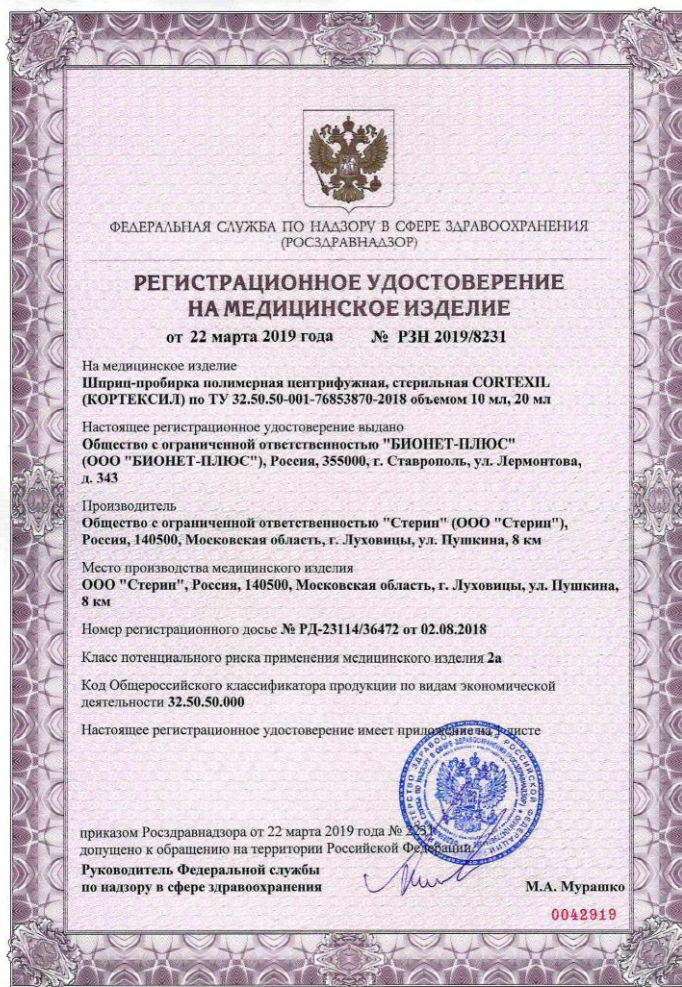 ФЕДЕРАЛЬНАЯ СЛУЖБА ПО НАДЗОРУ В СФЕРЕ ЗДРАВООХРАНЕНИЯ
(РОСЗДРАВНАДЗОР)
РЕГИСТРАЦИОННОЕ УДОСТОВЕРЕНИЕ
НА МЕДИЦИНСКОЕ ИЗДЕЛИЕ
от 22 марта 2019 года № РЗН 2019/8231
На медицинское изделие
Шприц-пробирка полимерная центрифужная, стерильная CORTEXIL
(КОРТЕКСИЛ) по ТУ 32.50.50-001-76853870-2018 объемом 10 мл, 20 мл
Настоящее регистрационное удостоверение выдано
Общество с ограниченной ответственностью "БИОНЕТ-ПЛЮС"
(ООО "БИОНЕТ-ПЛЮС"), Россия, 355000, г. Ставрополь, ул. Лермонтова,
д. 343
Производитель
Общество с ограниченной ответственностью "Стерин" (ООО "Стерин"),
Россия, 140500, Московская область, г. Луховицы, ул. Пушкина, 8 км
Место производства медицинского изделия
ООО "Стерин", Россия, 140500, Московская область, г. Луховицы, ул. Пушкина,
8 км
Номер регистрационного досье № РД-23114/36472 от 02.08.2018
Класс потенциального риска применения медицинского изделия 2а
Код Общероссийского классификатора продукции по видам экономической
деятельности 32.50.50.000
Настоящее регистрационное удостоверение имеет приложение на листе
приказом Росздравнадзора от 22 марта 2019 года №
допущено к обращению на территории Российской Федерации.
Руководитель Федеральной службы
по надзору в сфере здравоохранения
М.А. Мурашко
0042919